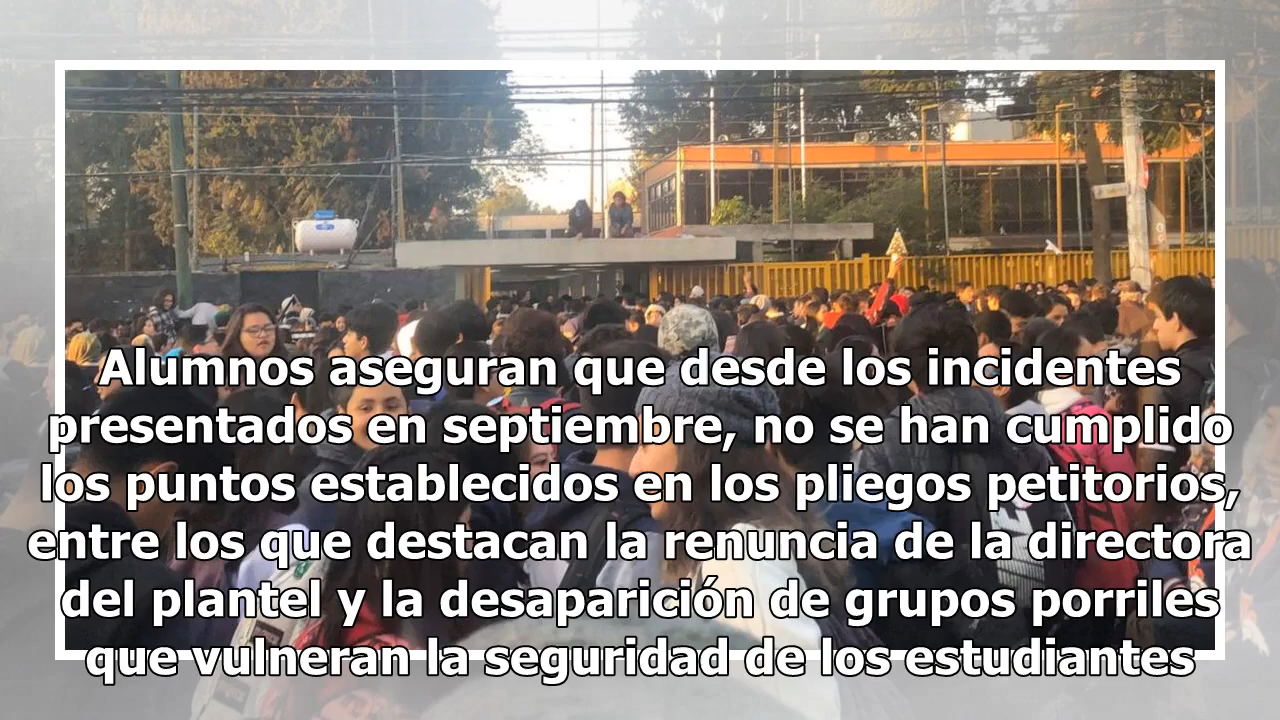 Alumnos aseguran que desde los incidentes
presentados en septiembre, no se han cumplido
los puntos establecidos en los pliegos petitorios,
entre los que destacan la renuncia de la directora
del plantel y la desaparición de grupos porriles
que vulneran la seguridad de los estudiantes